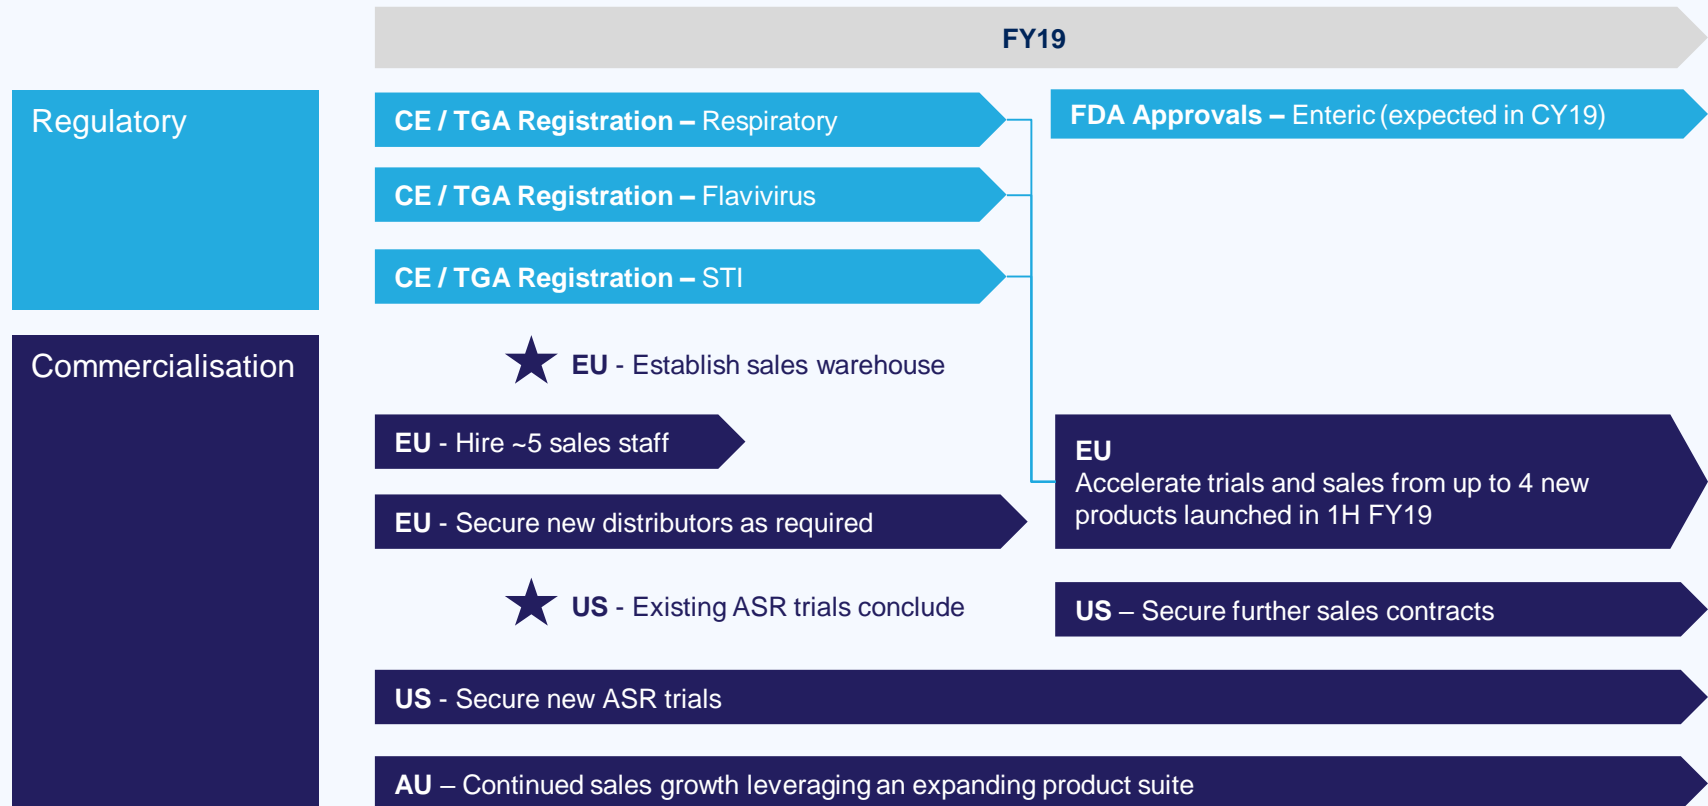 FY19
Regulatory
CE / TGA Registration – Respiratory
FDA Approvals – Enteric (expected in CY19)
CE / TGA Registration – Flavivirus
CE / TGA Registration – STI
Commercialisation
EU - Establish sales warehouse
EU - Hire ~5 sales staff
EU - Secure new distributors as required
EU
Accelerate trials and sales from up to 4 new
products launched in 1H FY19
US - Existing ASR trials conclude
US – Secure further sales contracts
US - Secure new ASR trials
AU – Continued sales growth leveraging an expanding product suite